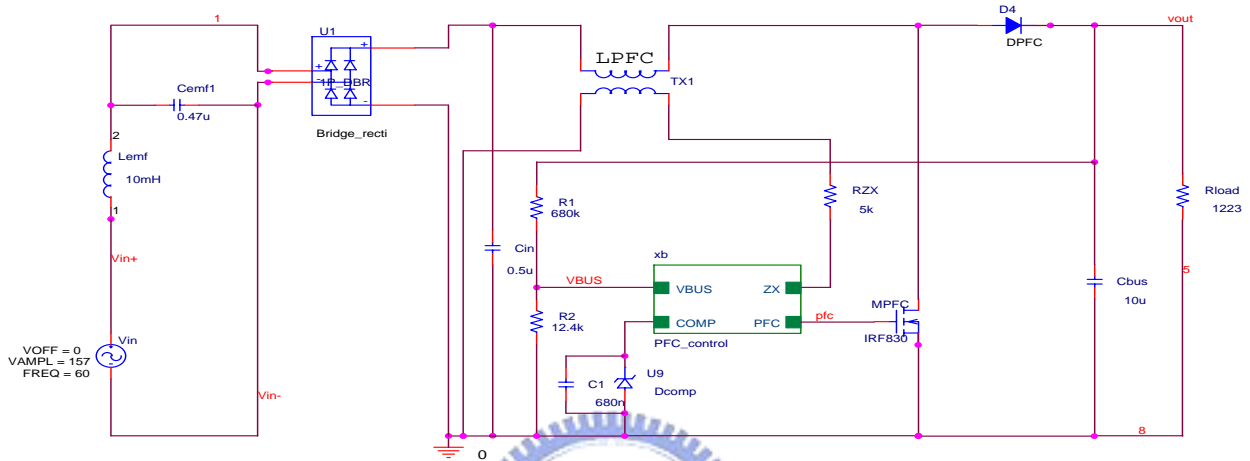 1
U1
+
+
-
-
1P_DBR
Bridge_recti
Cemf1
0.47u
2
Lemf
10mH
1
Vin+
Vin
VOFF = 0
VAMPL = 157
FREQ = 60
Vin-
LPFC
TX1
D4
DPFC
vout
R1
680k
RZX
5k
Rload
1223
Cin
0.5u
xb
VBUS
VBUS
ZX
COMP
PFC
PFC_control
pfc
MPFC
IRF830
Cbus
10u
5
R2
12.4k
C1
680n
U9
Dcomp
8
0